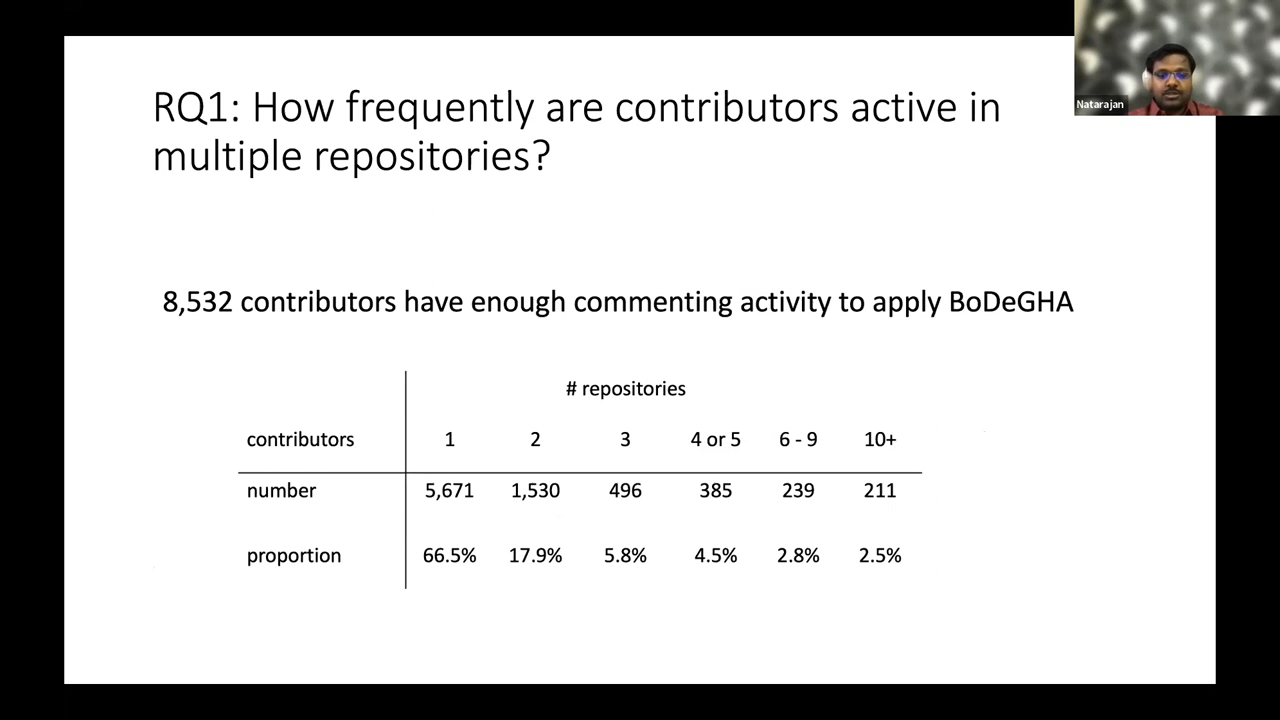 RQ1: How frequently are contributors active in
multiple repositories?
Natarajan
8,532 contributors have enough commenting activity to apply BoDeGHA
# repositories
contributors 1 2 3 4 or 5 6 - 9 10+
number 5,671 1,530 496 385 239 211
proportion 66.5% 17.9% 5.8% 4.5% 2.8% 2.5%